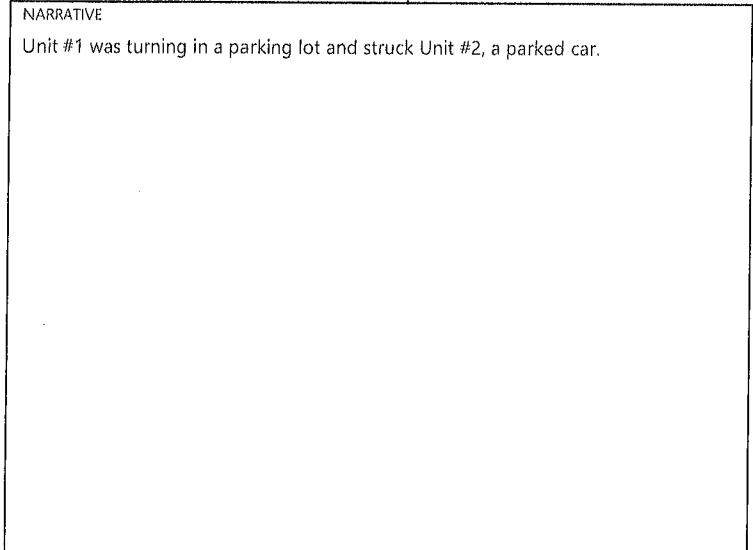 NARRATIVE
Unit #1 was turning in a parking lot and struck Unit #2, a parked car.